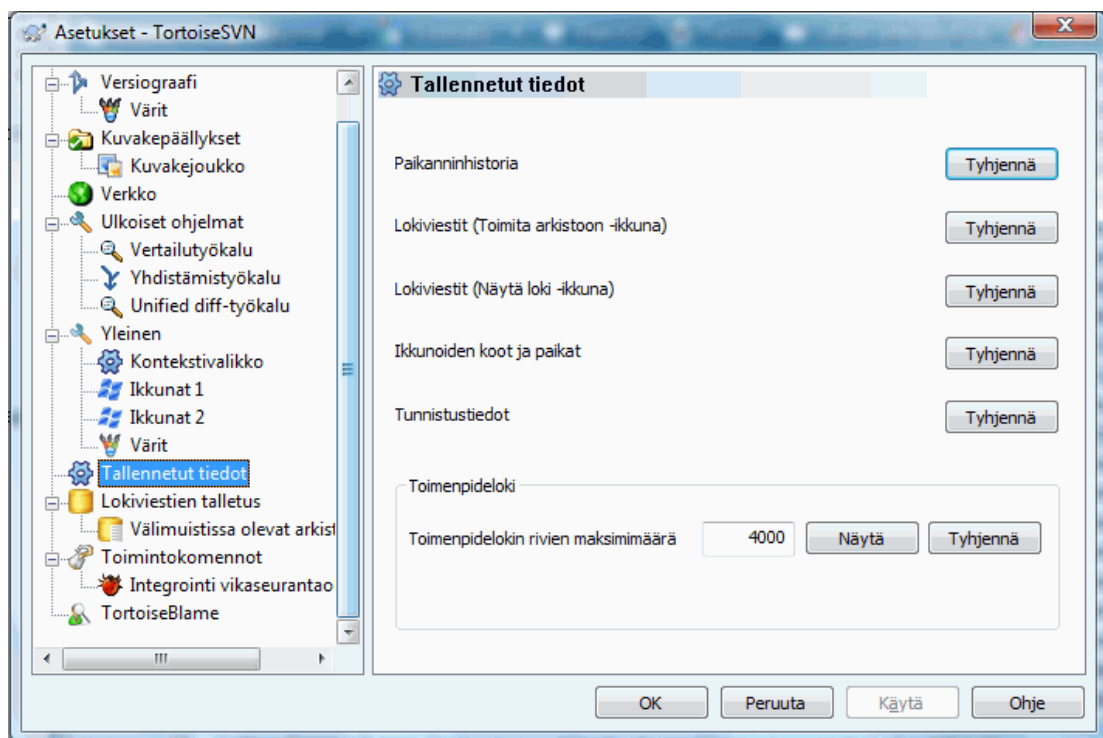 Asetukset - TortoiseSVN
Versiograafi
Värit
Kuvakepäällykset
Kuvakejoukko
Verkko
Ulkoiset ohjelmat
Vertailutyökalu
Yhdistämistyökalu
Unified diff-työkalu
Yleinen
Kontekstivalikko
Ikkunat 1
Ikkunat 2
Värit
Tallennetut tiedot
Lokiviestien talletus
Välimuistissa olevat arkist
Toimintokomennot
Integrointi vikaseurantao
TortoiseBlame
Tallennetut tiedot
Paikanninhistoria Tyhjennä
Lokiviestit (Toimita arkistoon -ikkuna) Tyhjennä
Lokiviestit (Näytä loki -ikkuna) Tyhjennä
Ikkunoiden koot ja paikat Tyhjennä
Tunnistustiedot Tyhjennä
Toimenpideloki
Toimenpidelokin rivien maksimimäärä 4000 Näytä Tyhjennä
OK Peruuta Käytä Ohje